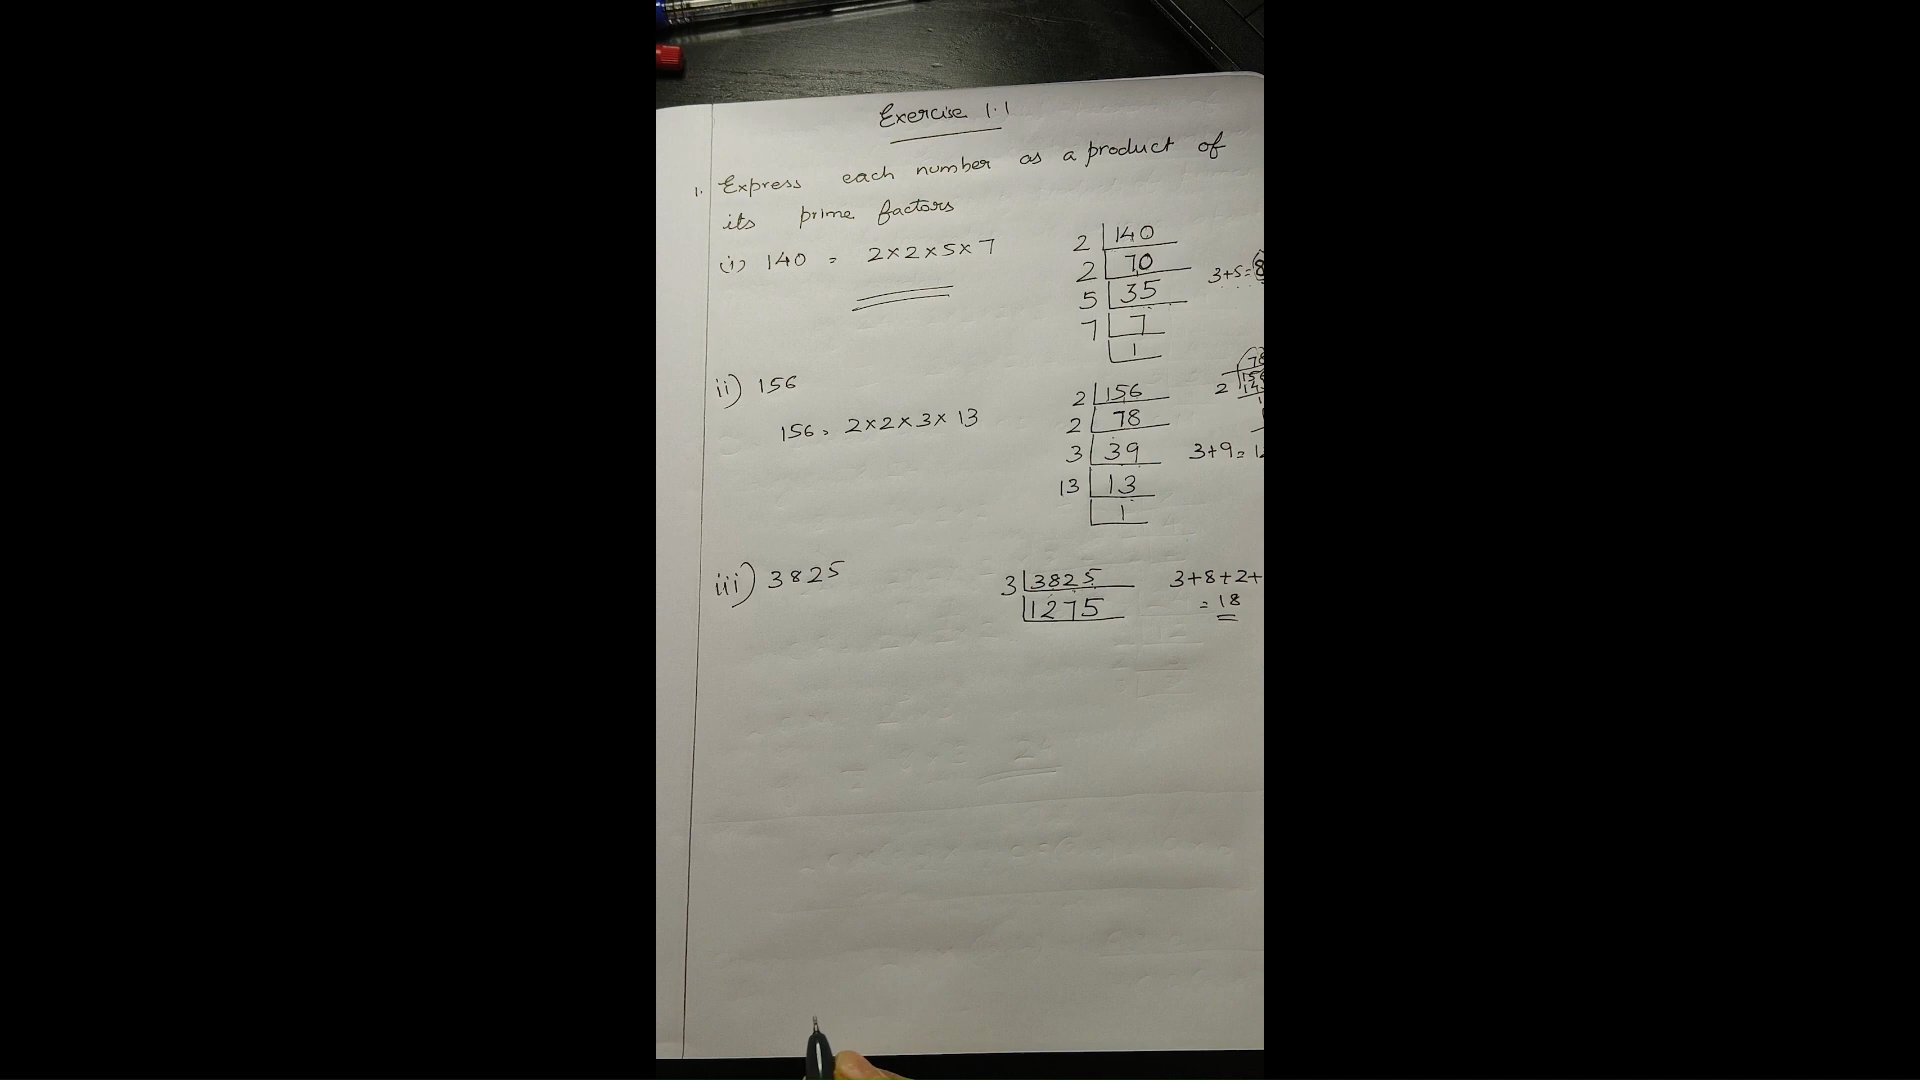 Exercise 1.1
1. Express each number as a product of
its prime factors
(i) 140 = 2×2×5×7
2 140
2 70
5 35
7 7
1
3+5=8
ii) 156
156 = 2×2×3×13
2 156
2 78
3 39
13 13
1
78
2 156
3+9=
iii) 3825
3 3825
1275
3+8+2+
= 18